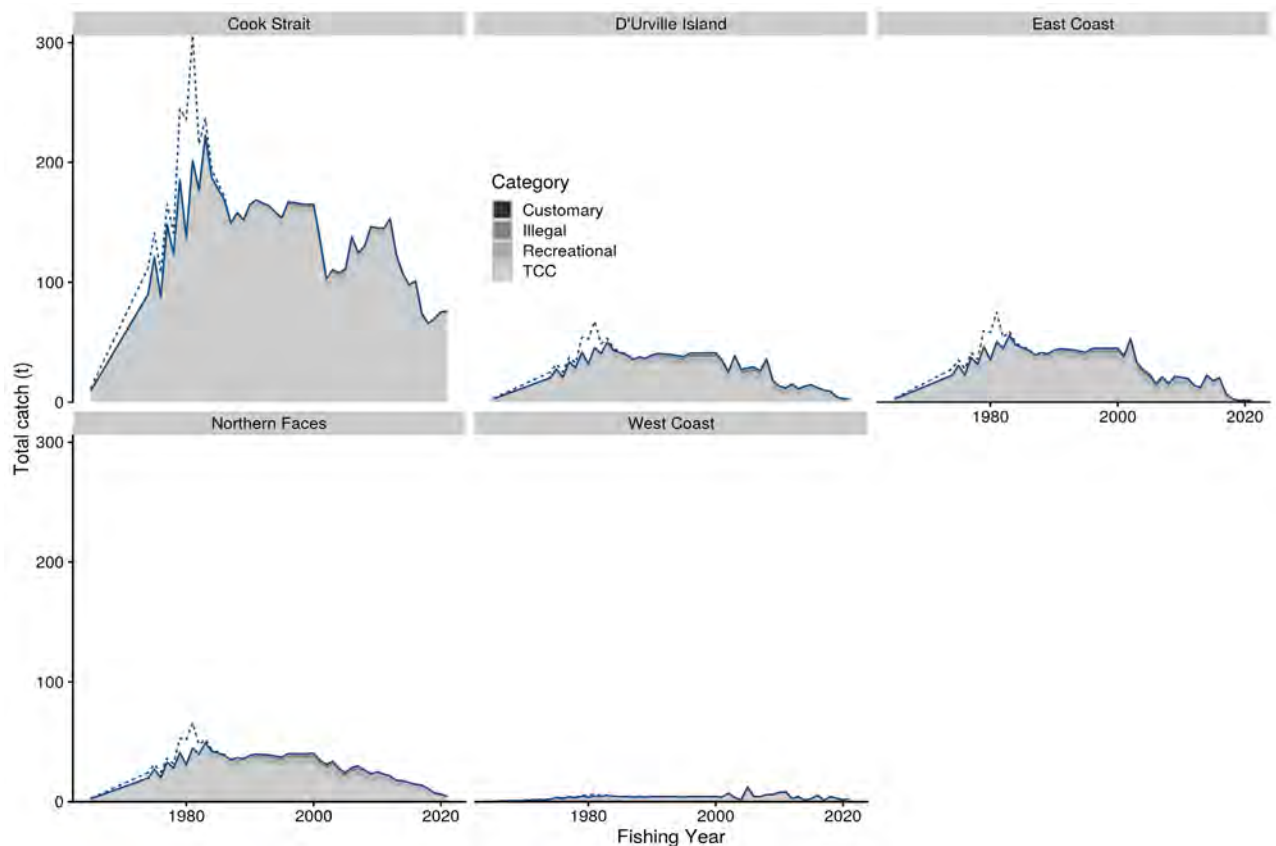 Cook Strait
D'Urville Island
East Coast
300
200
100
0
Category
Customary
Illegal
Recreational
TCC
1980
2000
2020
Total catch (t)
Northern Faces
West Coast
300
200
100
0
1980
2000
2020
1980
2000
2020
Fishing Year